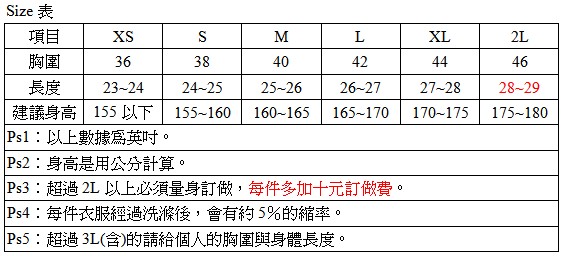 Size 表
項目 XS S M L XL 2L
胸圍 36 38 40 42 44 46
長度 23~24 24~25 25~26 26~27 27~28 28~29
建議身高 155 以下 155~160 160~165 165~170 170~175 175~180
Ps1：以上數據為英吋。
Ps2：身高是用公分計算。
Ps3：超過 2L 以上必須量身訂做，每件多加十元訂做費。
Ps4：每件衣服經過洗滌後，會有約 5％的縮率。
Ps5：超過 3L(含)的請給個人的胸圍與身體長度。